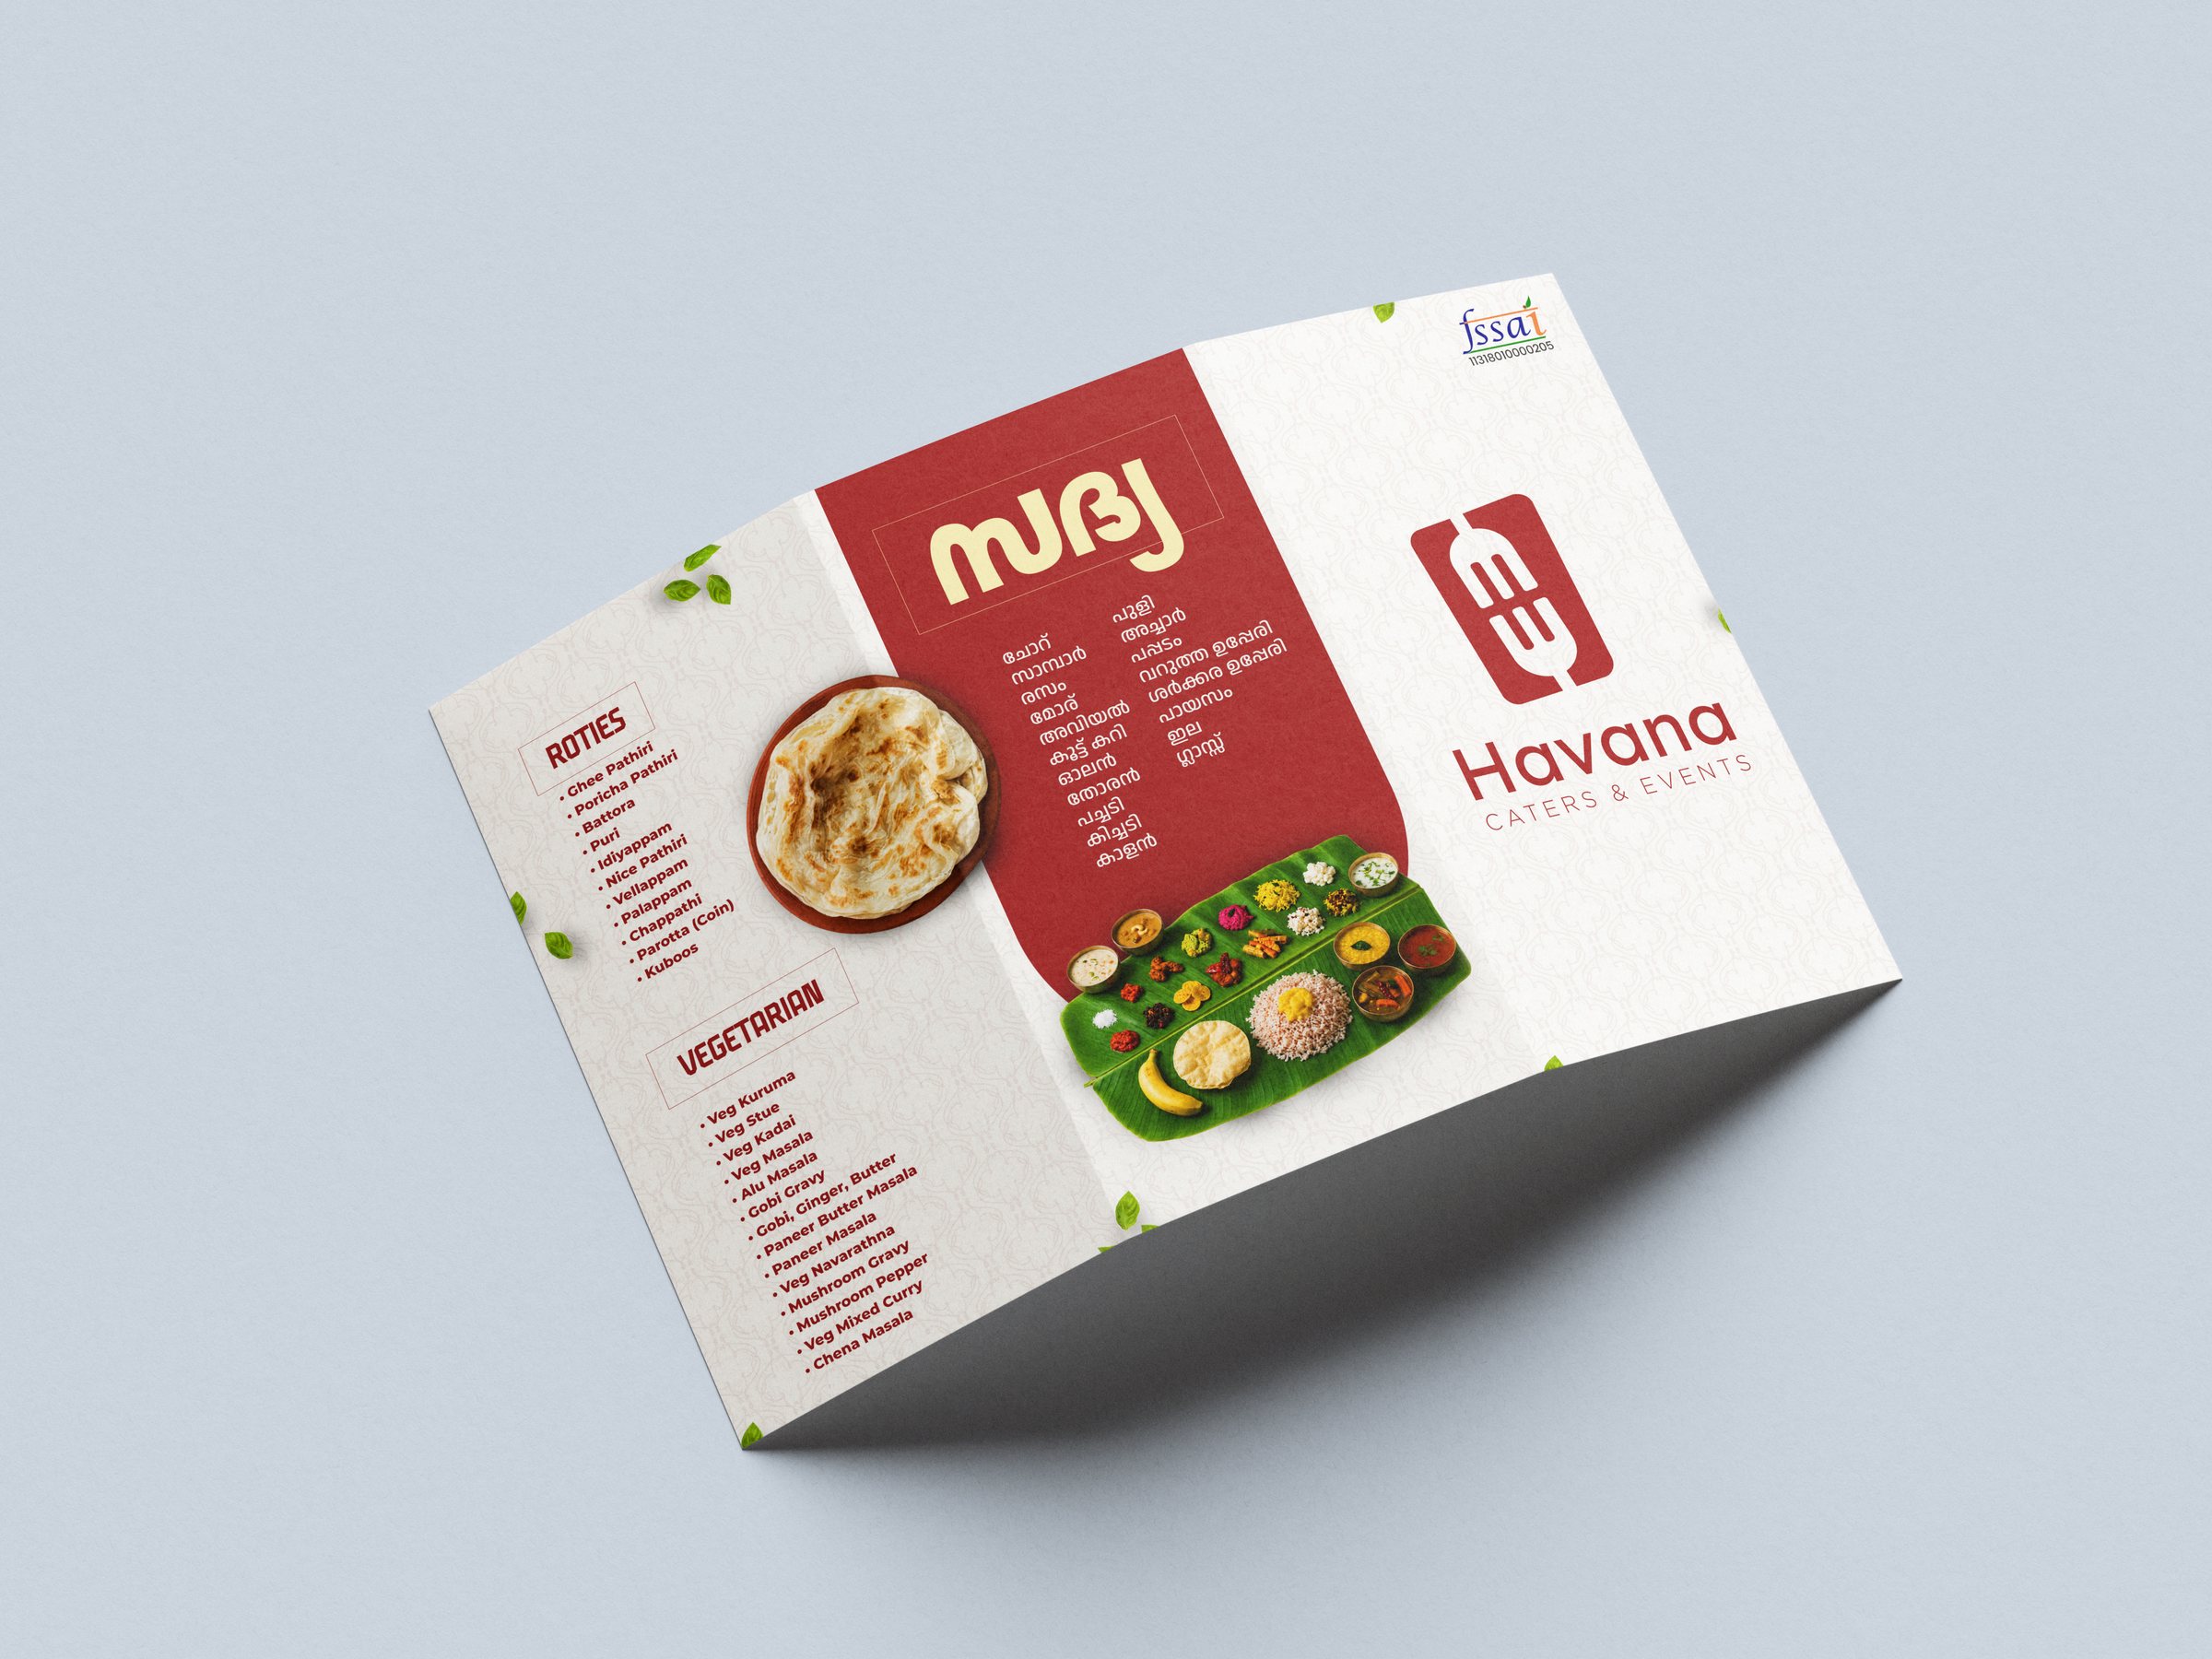 ROTIES
• Ghee Pathiri
• Poricha Pathiri
• Battora
• Puri
• Idiyappam
• Nice Pathiri
• Vellappam
• Palappam
• Chappathi
• Parotta (Coin)
• Kuboos
VEGETARIAN
• Veg Kuruma
• Veg Stue
• Veg Kadai
• Veg Masala
• Alu Masala
• Gobi Gravy
• Gobi, Ginger, Butter
• Paneer Butter Masala
• Paneer Masala
• Veg Navarathna
• Mushroom Gravy
• Mushroom Pepper
• Veg Mixed Curry
• Chena Masala
സദ്യ
ചോറ്
സാമ്പാർ
രസം
മോര്
അവിയൽ
കൂട്ട് കറി
ഓലൻ
തോരൻ
പച്ചടി
കിച്ചടി
കാളൻ
പുളി
അച്ചാർ
പപ്പടം
വറുത്ത ഉപ്പേരി
ശർക്കര ഉപ്പേരി
പായസം
ഇല
ഗ്ലാസ്സ്
fssai
11318010000205
Havana
CATERS & EVENTS